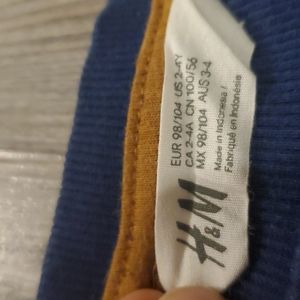 EUR 98/104 US 2-4Y
CA 2-4A CN 100/56
MX 98/104 AUS 3-4
Made in Indonesia /
Fabriqué en Indonésie
H&M